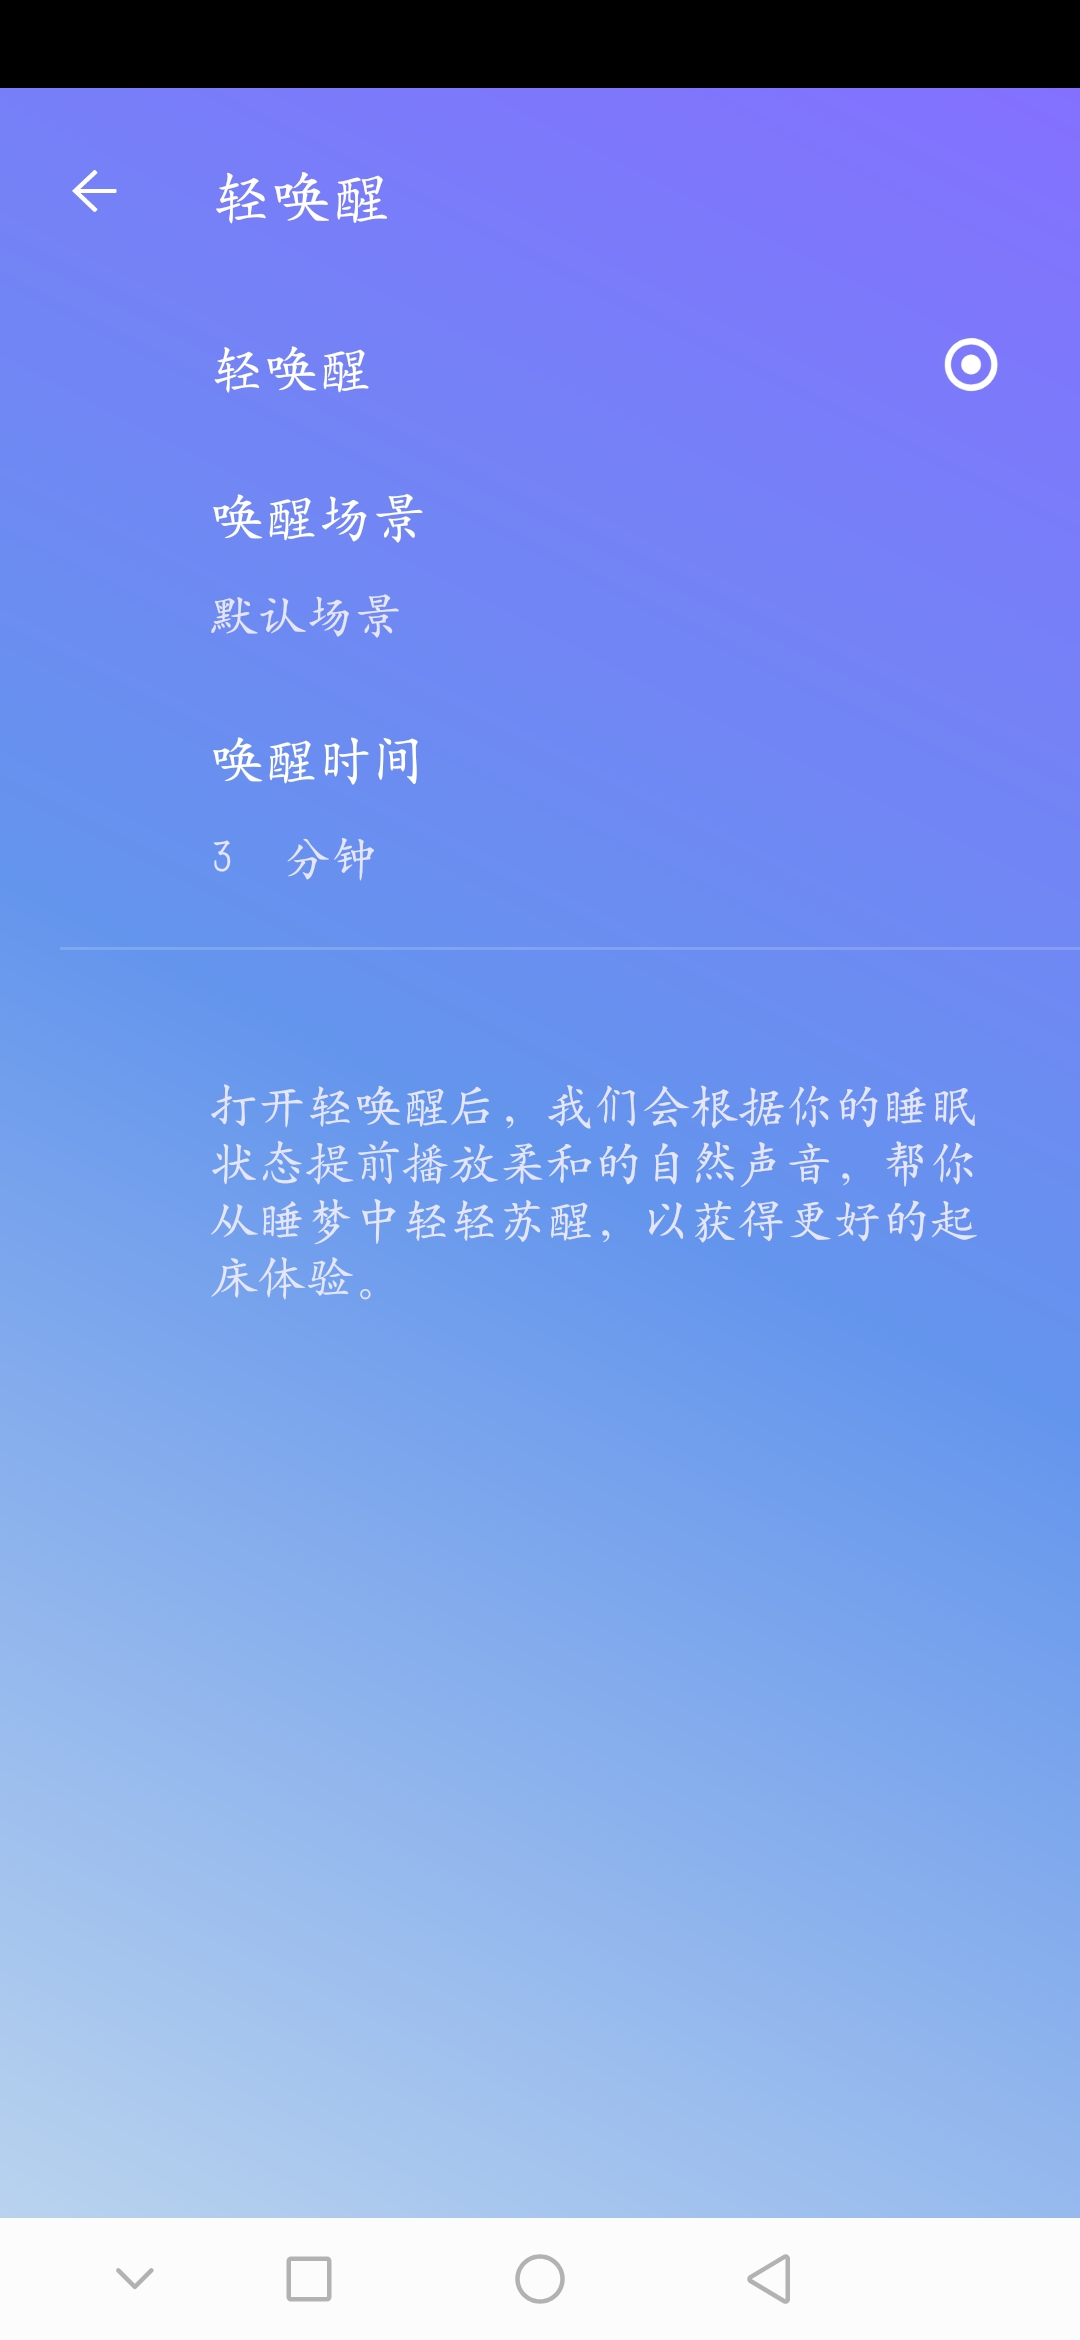 轻唤醒
轻唤醒
唤醒场景
默认场景
唤醒时间
3 分钟
打开轻唤醒后，我们会根据你的睡眠
状态提前播放柔和的自然声音，帮你
从睡梦中轻轻苏醒，以获得更好的起
床体验。